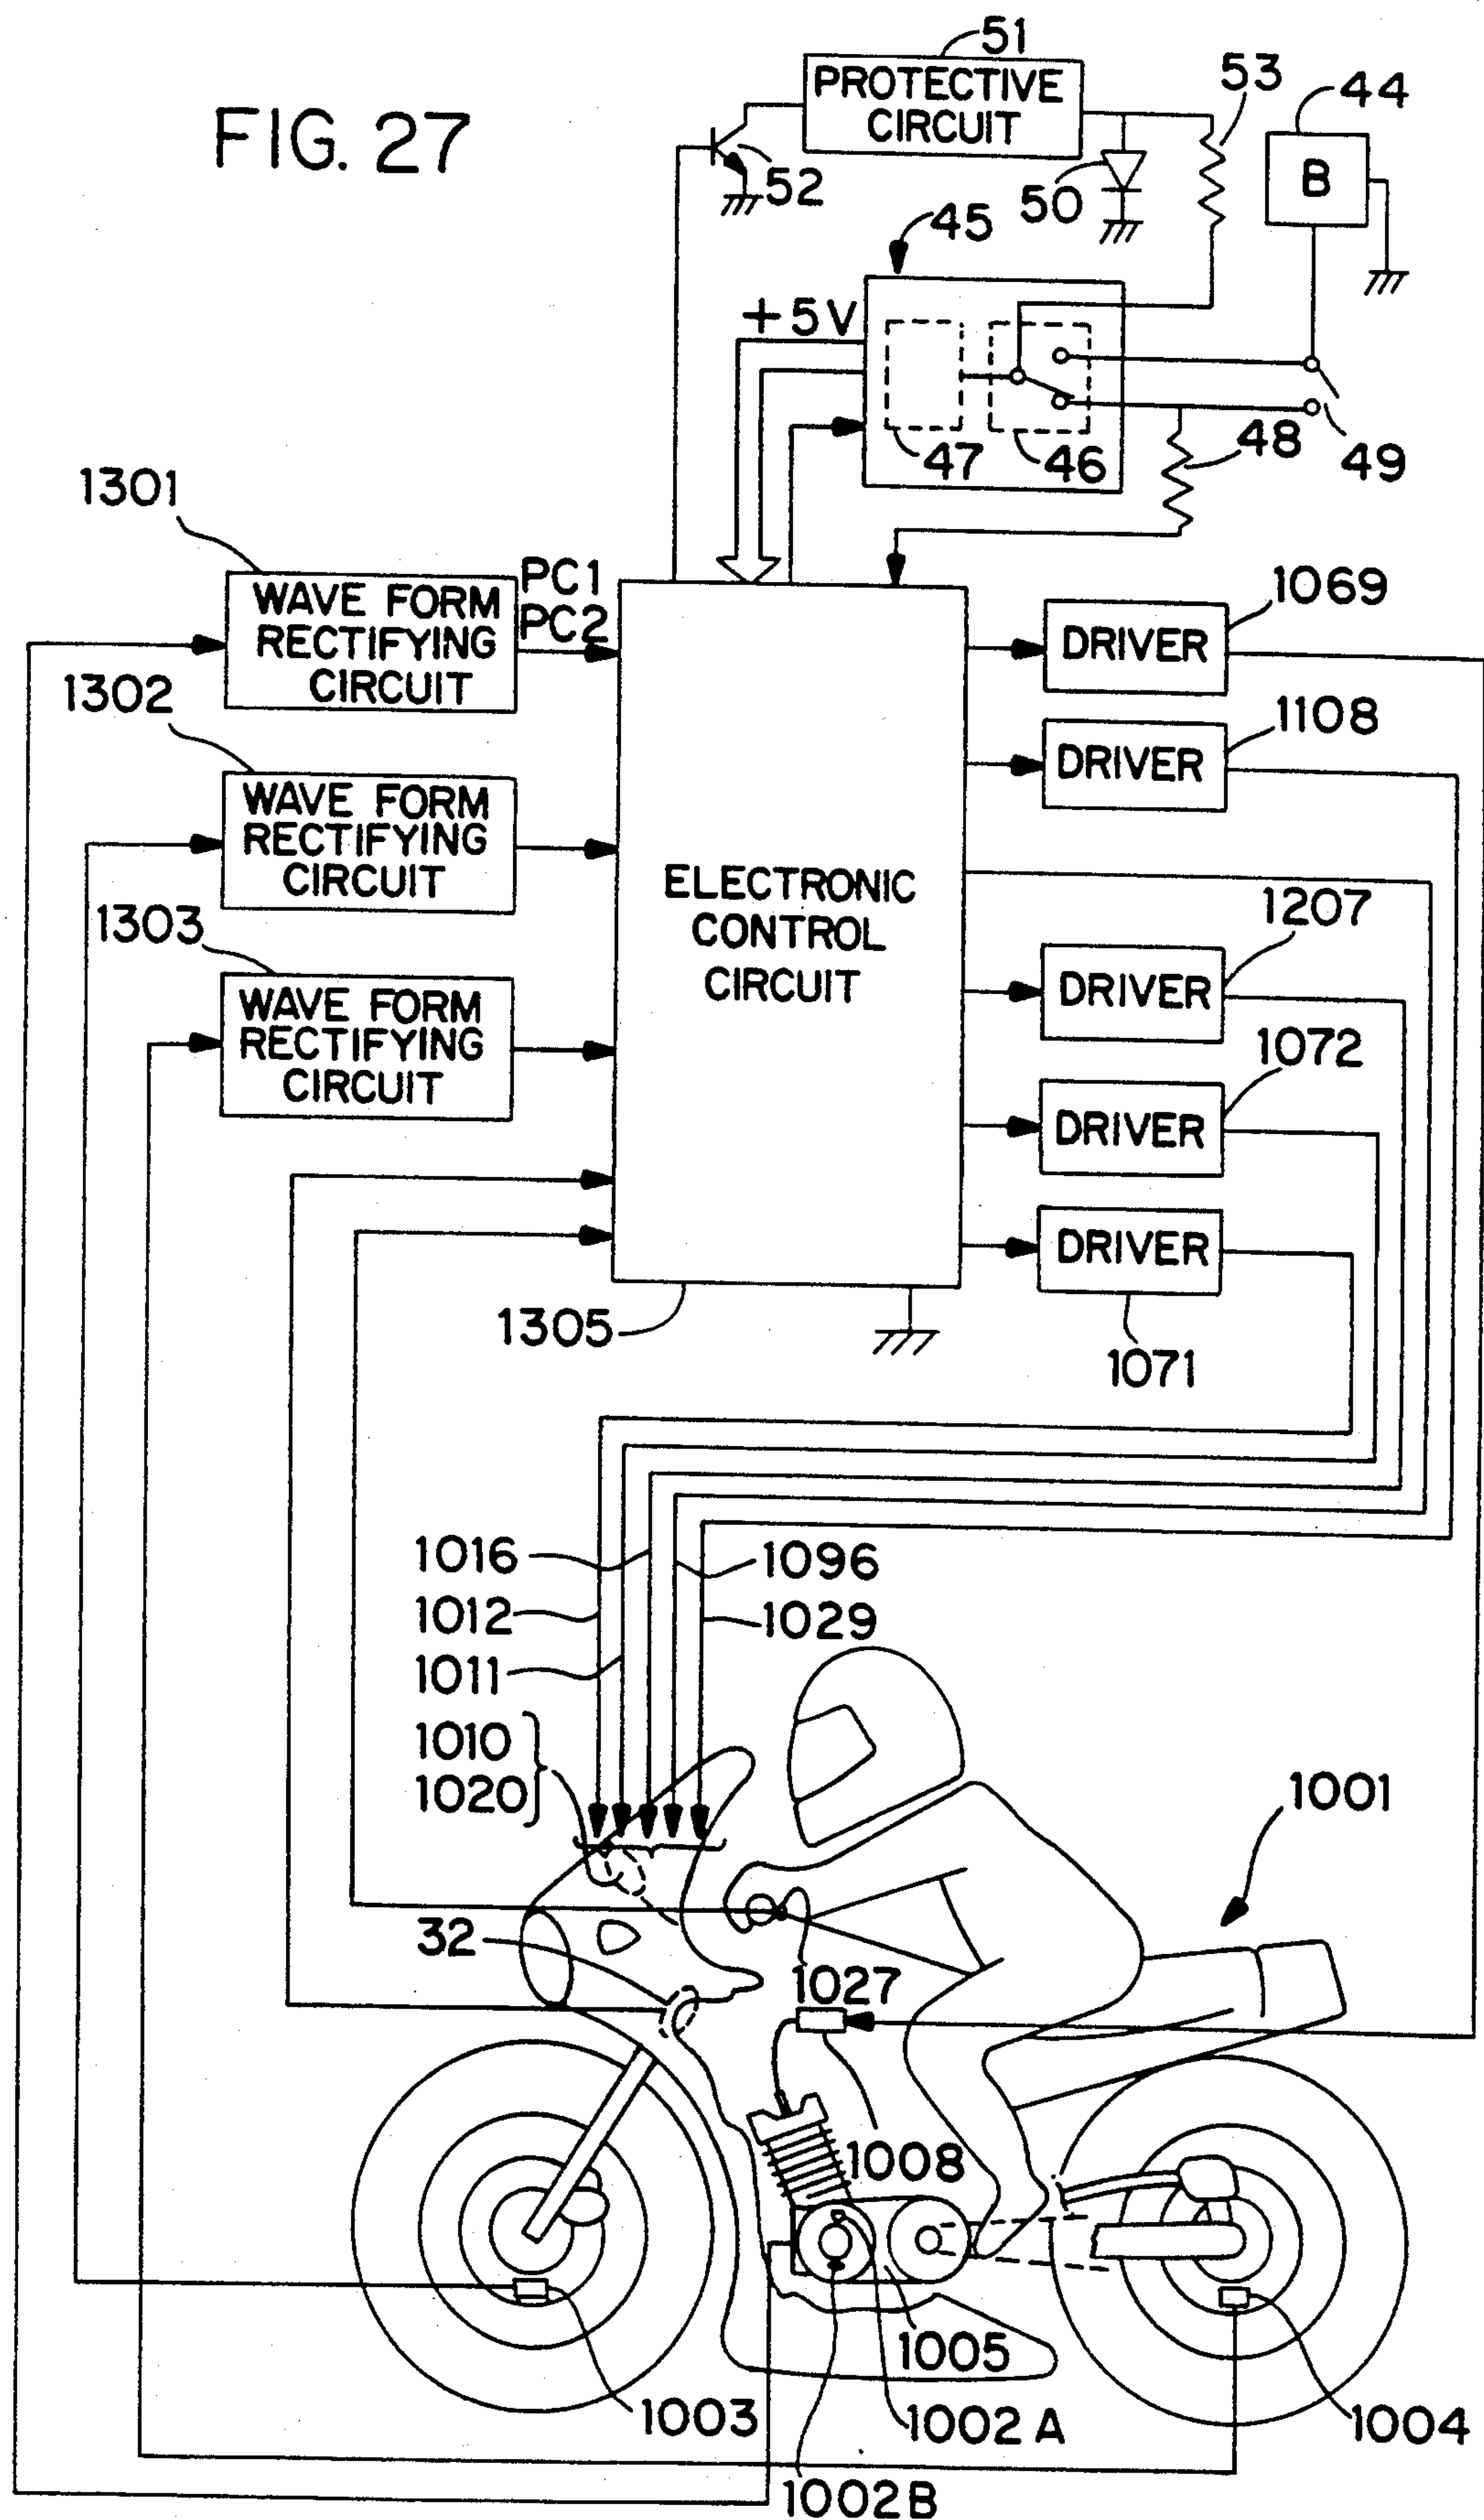 FIG. 27
51
PROTECTIVE
CIRCUIT
53
44
B
52
50
45
+5V
47
46
48
49
1301
WAVE FORM
RECTIFYING
CIRCUIT
PC1
PC2
1302
WAVE FORM
RECTIFYING
CIRCUIT
1303
WAVE FORM
RECTIFYING
CIRCUIT
ELECTRONIC
CONTROL
CIRCUIT
1305
DRIVER
1069
DRIVER
1108
DRIVER
1207
DRIVER
1072
DRIVER
1071
1016
1096
1012
1029
1011
1010
1020
1001
32
1027
1008
1005
1003
1002A
1004
1002B